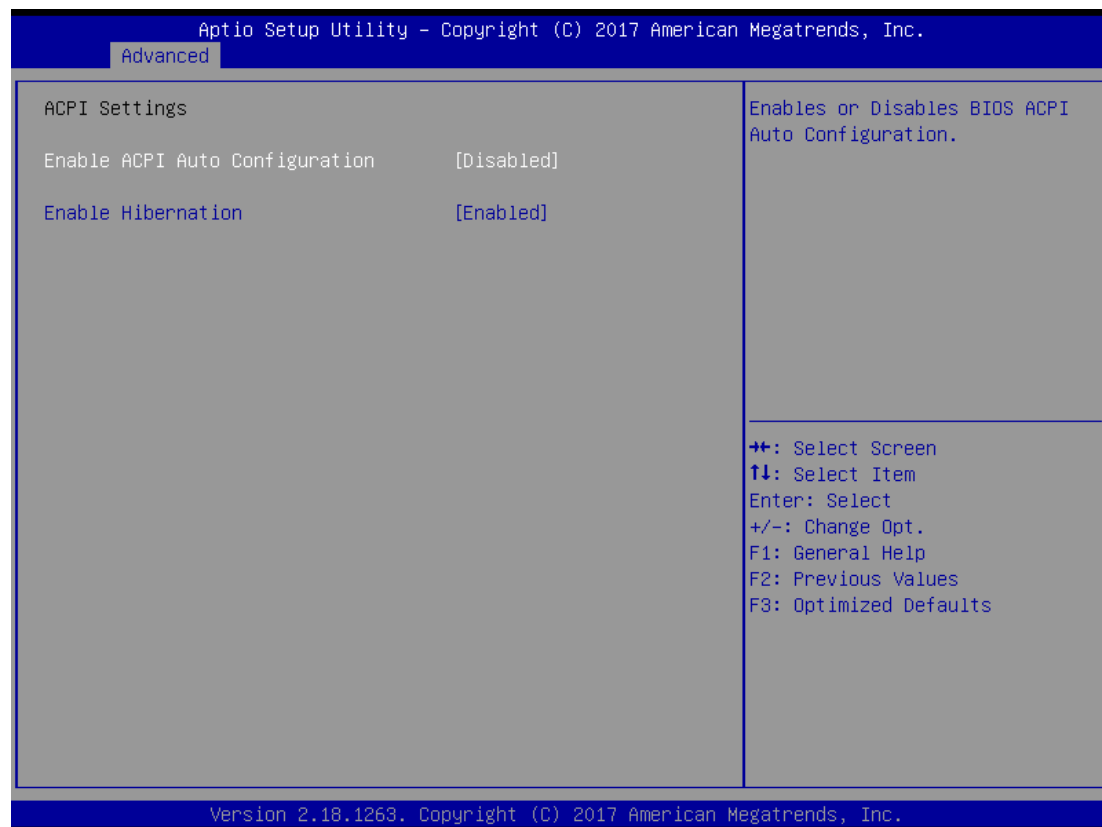 Aptio Setup Utility – Copyright (C) 2017 American Megatrends, Inc.
Advanced
ACPI Settings
Enable ACPI Auto Configuration [Disabled]
Enable Hibernation [Enabled]
Enables or Disables BIOS ACPI
Auto Configuration.
→←: Select Screen
↑↓: Select Item
Enter: Select
+/-: Change Opt.
F1: General Help
F2: Previous Values
F3: Optimized Defaults
Version 2.18.1263. Copyright (C) 2017 American Megatrends, Inc.